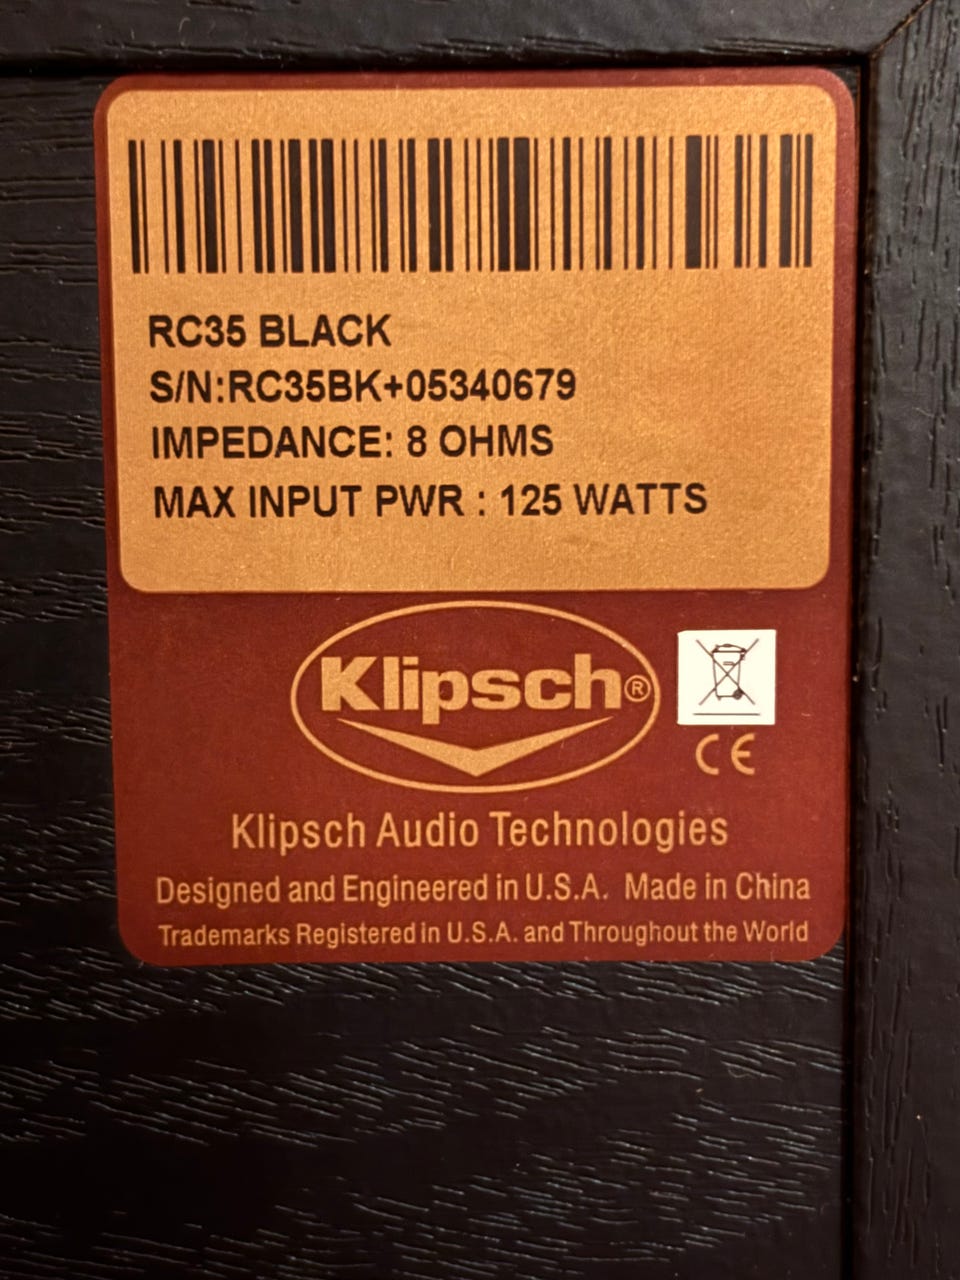 RC35 BLACK
S/N:RC35BK+05340679
IMPEDANCE: 8 OHMS
MAX INPUT PWR : 125 WATTS
Klipsch®
CE
Klipsch Audio Technologies
Designed and Engineered in U.S.A. Made in China
Trademarks Registered in U.S.A. and Throughout the World